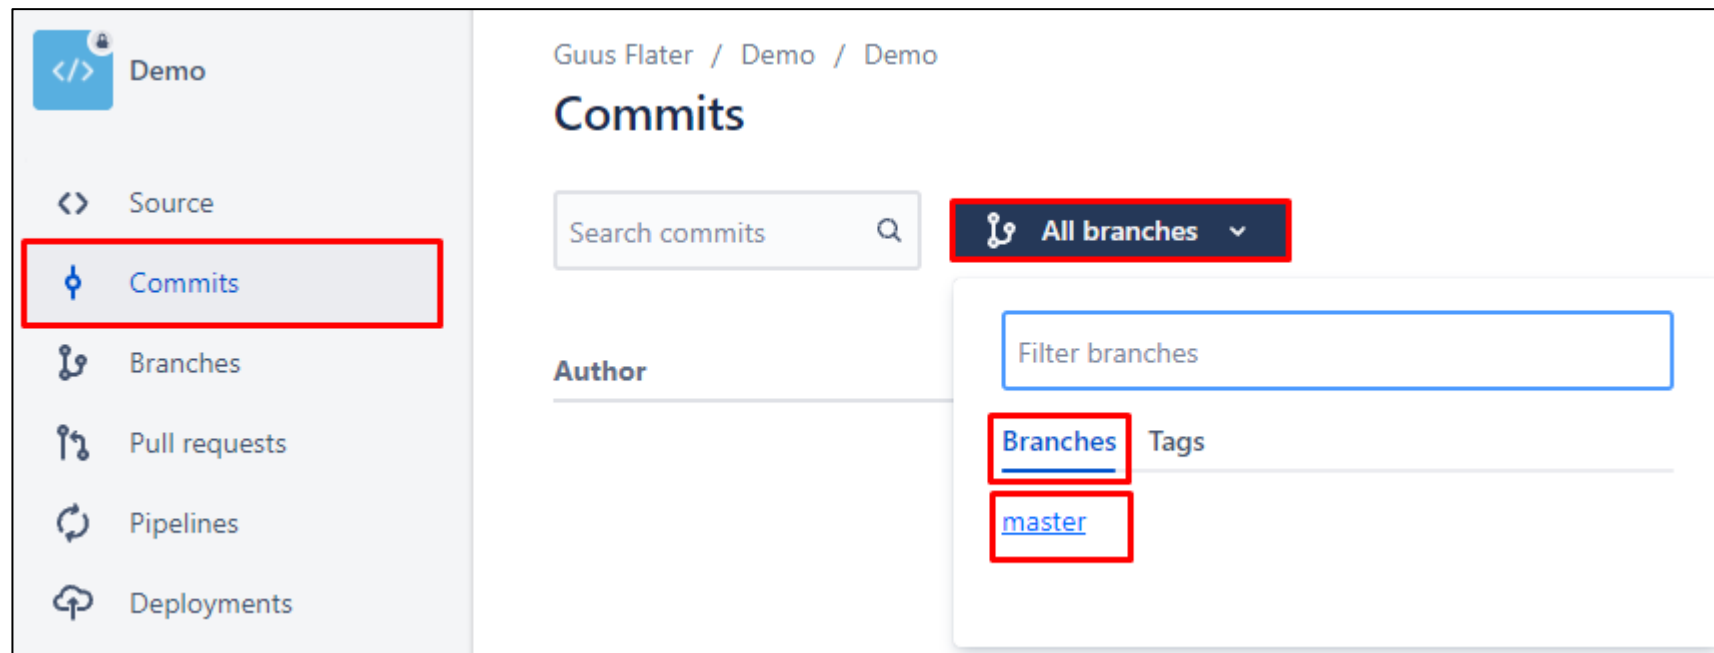 </> Demo
Source
Commits
Branches
Pull requests
Pipelines
Deployments
Guus Flater / Demo / Demo
Commits
Search commits
All branches
Author
Filter branches
Branches Tags
master